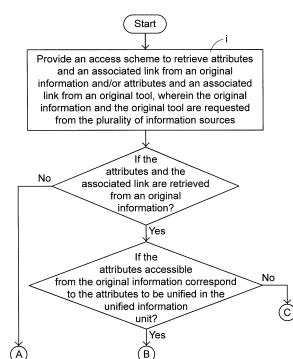 Start
i
Provide an access scheme to retrieve attributes
and an associated link from an original
information and/or attributes and an associated
link from an original tool, wherein the original
information and the original tool are requested
from the plurality of information sources
If the
attributes and the
associated link are retrieved
from an original
information?
No
Yes
If the
attributes accessible
from the original information correspond
to the attributes to be unified in the
unified information
unit?
No
C
Yes
A
B